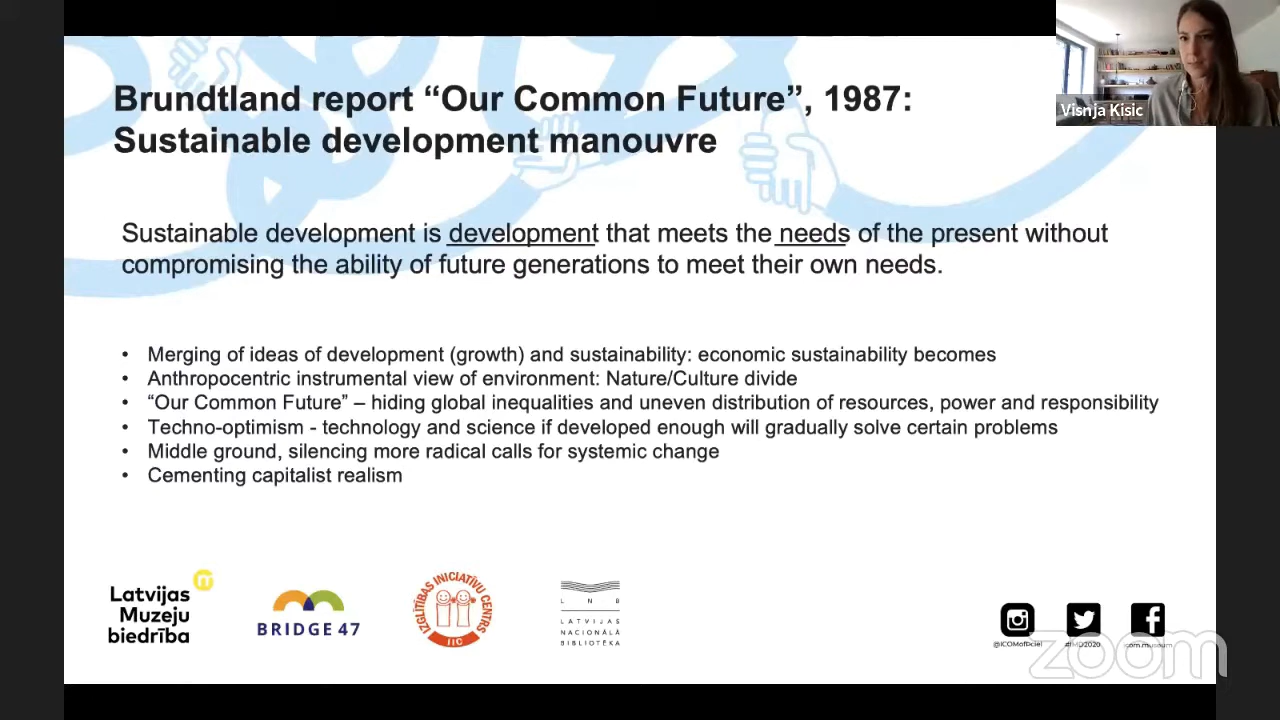 Visnja Kisic
Brundtland report “Our Common Future”, 1987:
Sustainable development manouvre
Sustainable development is development that meets the needs of the present without
compromising the ability of future generations to meet their own needs.
• Merging of ideas of development (growth) and sustainability: economic sustainability becomes
• Anthropocentric instrumental view of environment: Nature/Culture divide
• “Our Common Future” – hiding global inequalities and uneven distribution of resources, power and responsibility
• Techno-optimism - technology and science if developed enough will gradually solve certain problems
• Middle ground, silencing more radical calls for systemic change
• Cementing capitalist realism
Latvijas
Muzeju
biedrība
m
BRIDGE 47
IZGLĪTĪBAS INICIATĪVU CENTRS
IIC
L N B
LATVIJAS
NACIONĀLĀ
BIBLIOTĒKA
@ICOMofficiel
#IMD2020
icom.museum
zoom